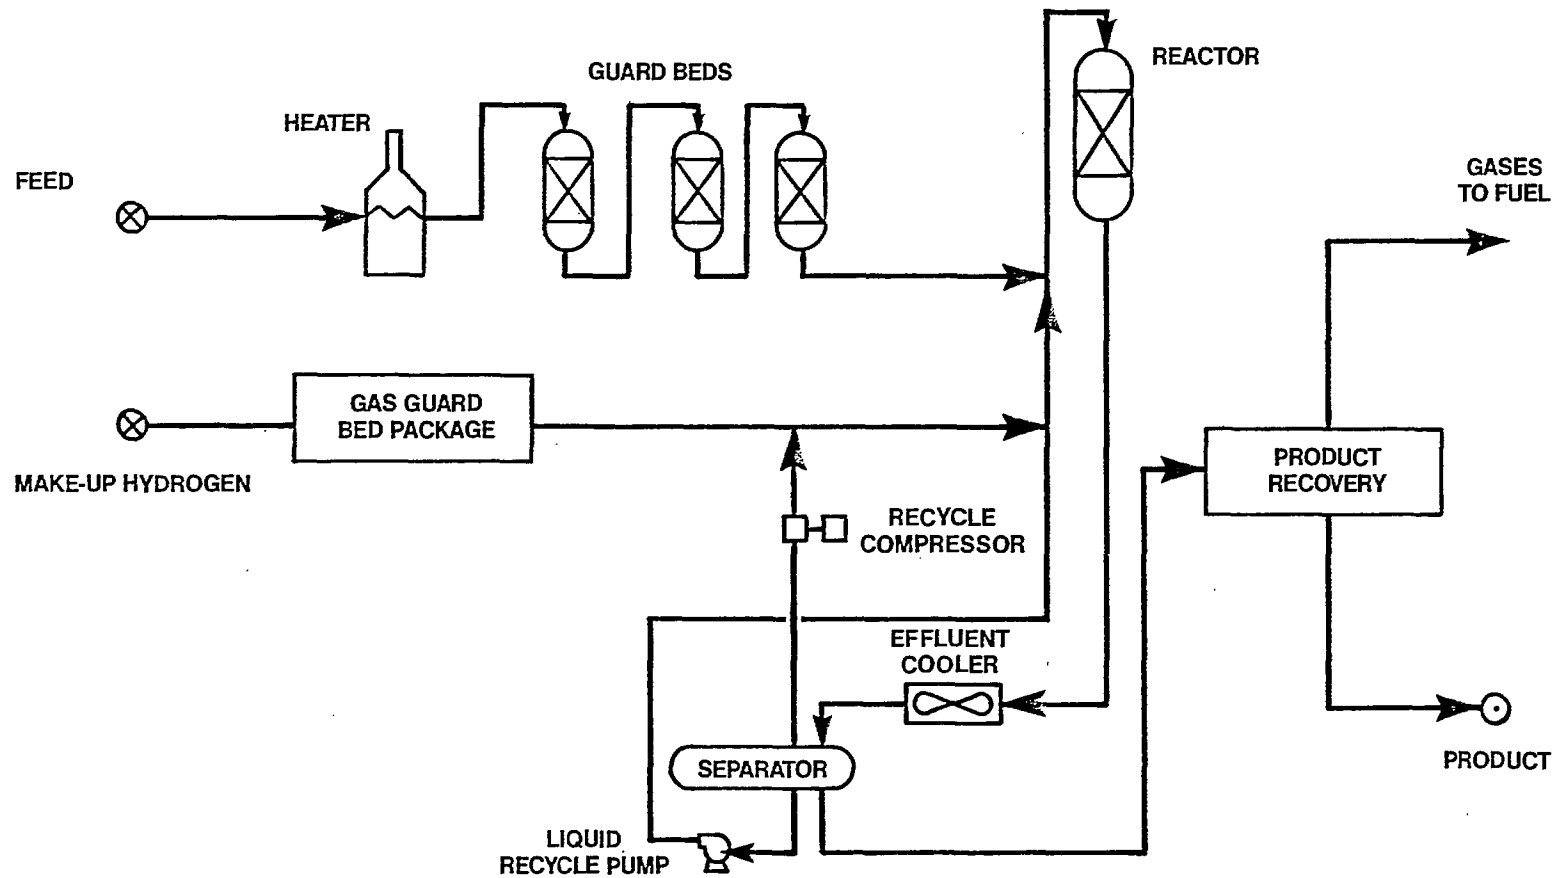 REACTOR
GUARD BEDS
HEATER
FEED
GASES
TO FUEL
GAS GUARD
BED PACKAGE
MAKE-UP HYDROGEN
PRODUCT
RECOVERY
RECYCLE
COMPRESSOR
EFFLUENT
COOLER
SEPARATOR
PRODUCT
LIQUID
RECYCLE PUMP